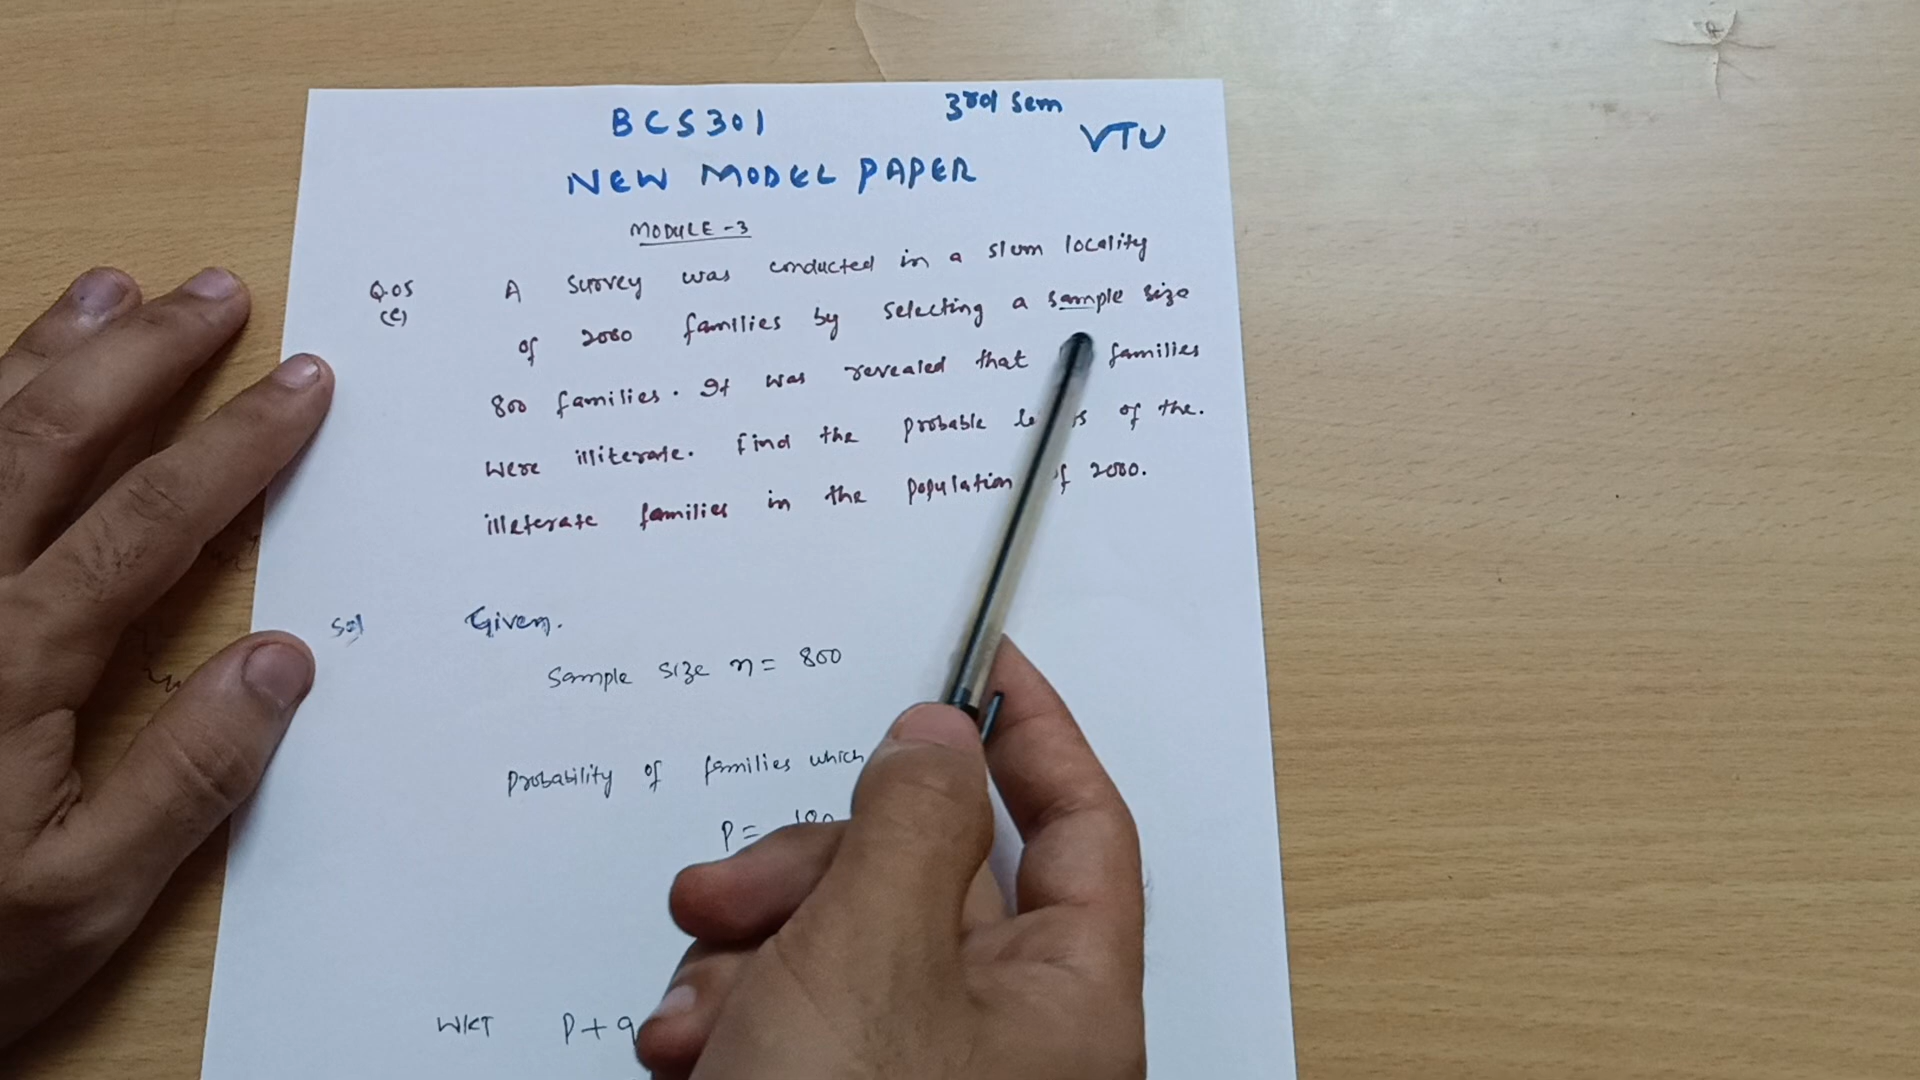 BCS301
3rd Sem
VTU
NEW MODEL PAPER
MODULE-3
Q.05 A survey was conducted in a slum locality
(c) of 2000 families by selecting a sample size
800 families. It was revealed that families
were illiterate. Find the probable of the.
illeterate families in the population of 2000.
Sol Given.
Sample size n = 800
Probability of families which
P = 180
WKT P + q